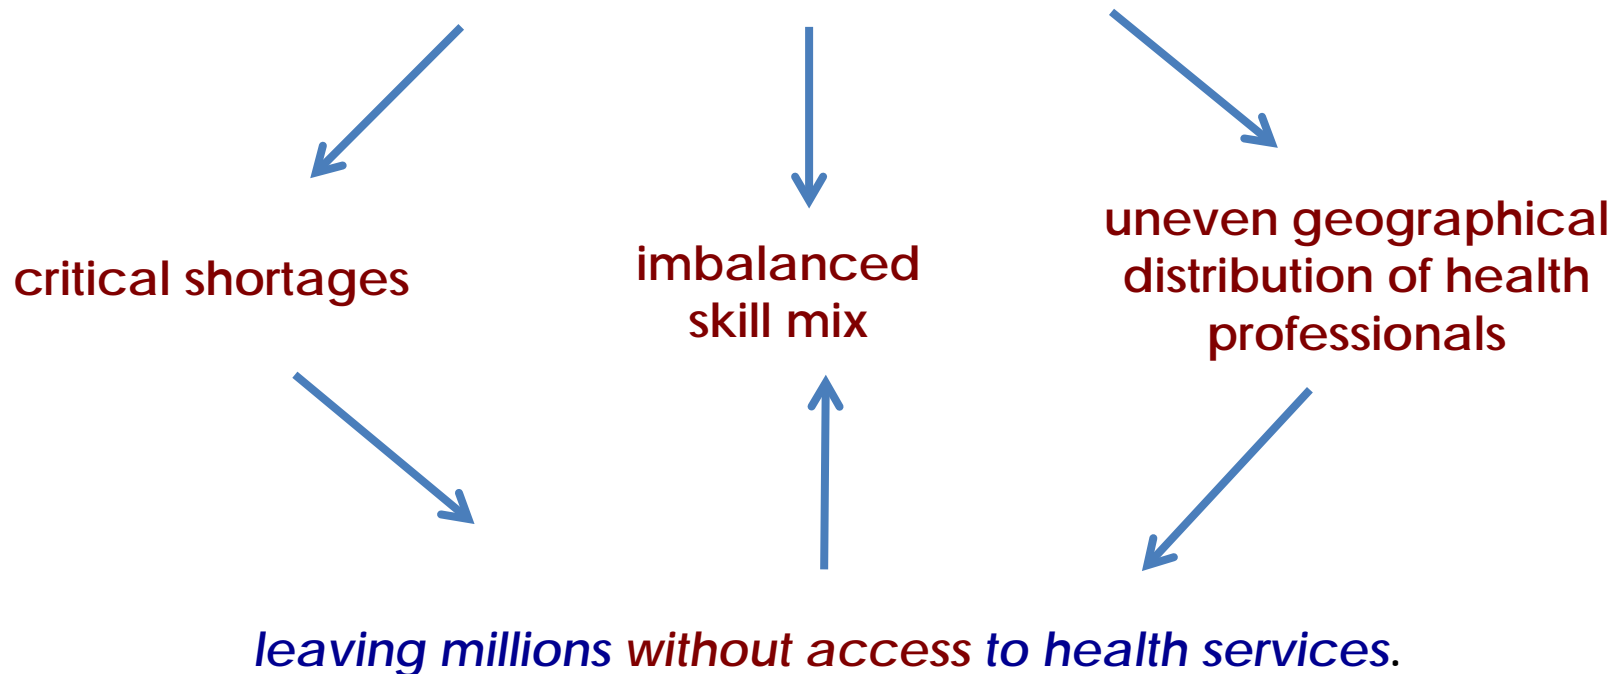 critical shortages
imbalanced
skill mix
uneven geographical
distribution of health
professionals
leaving millions without access to health services.